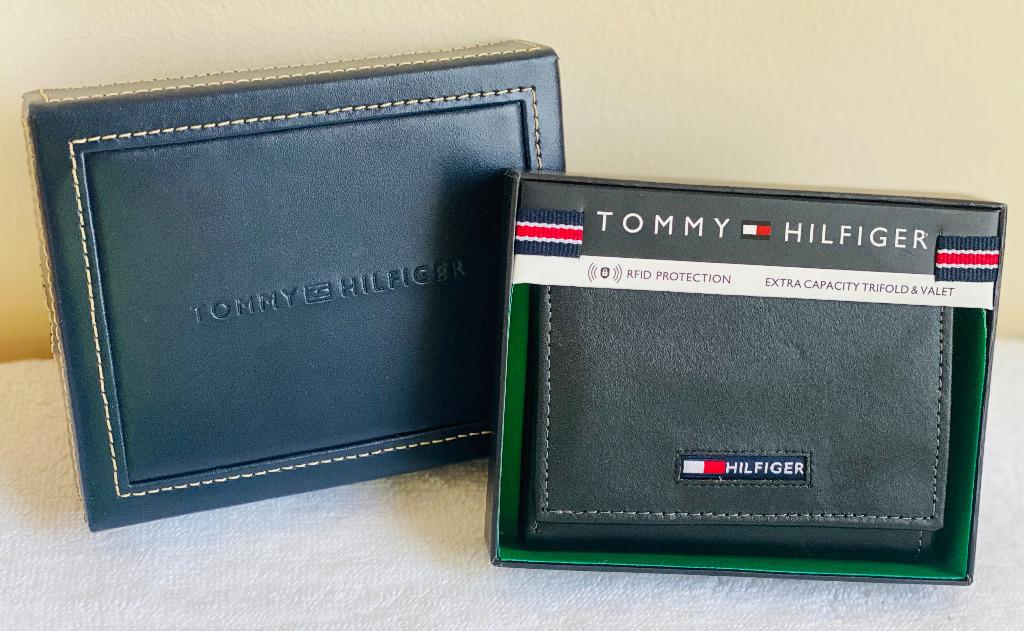 TOMMY HILFIGER
TOMMY HILFIGER®
RFID PROTECTION
EXTRA CAPACITY TRIFOLD & VALET
HILFIGER